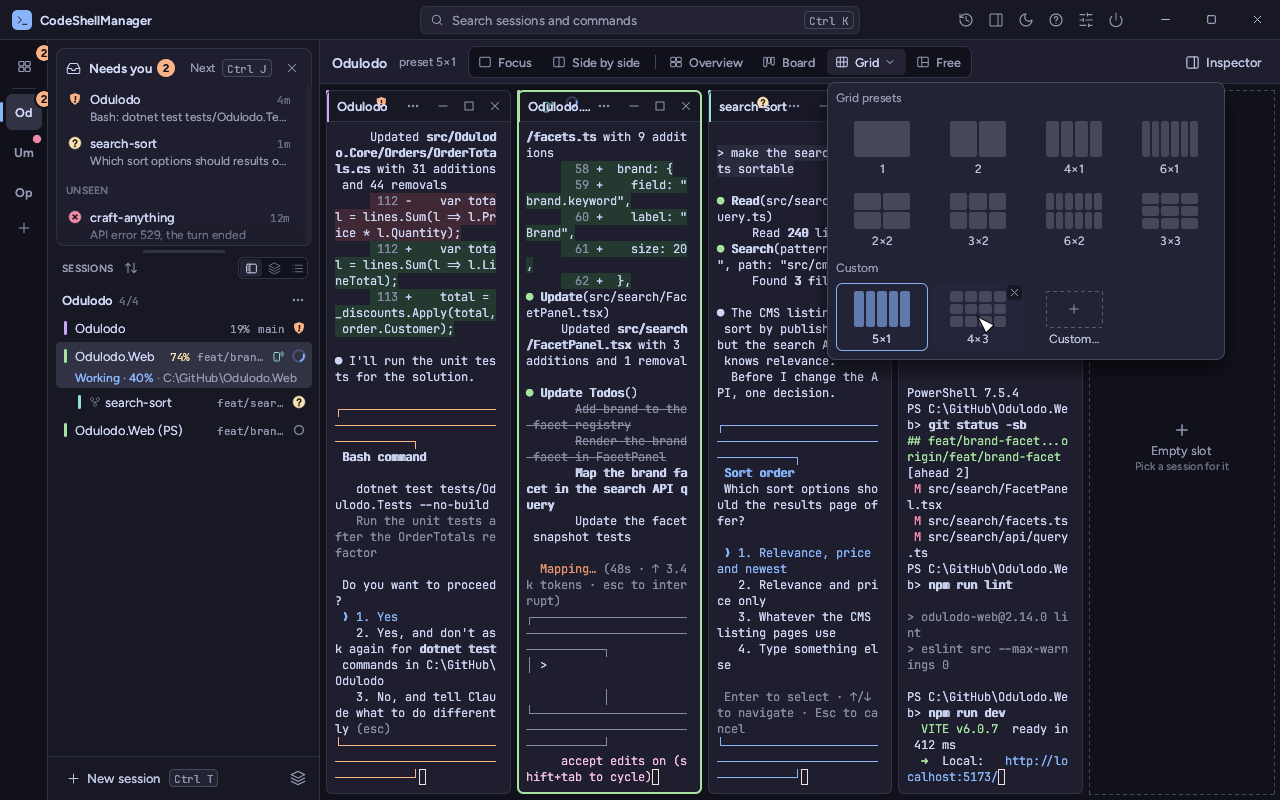 CodeShellManager
Search sessions and commands
Ctrl K
2
Od
2
Um
Op
Needs you 2 Next Ctrl J
Odulodo 4m
Bash: dotnet test tests/Odulodo.Te…
search-sort 1m
Which sort options should results o…
UNSEEN
craft-anything 12m
API error 529, the turn ended
SESSIONS
Odulodo 4/4
Odulodo 19% main
Odulodo.Web 74% feat/bran…
Working · 40% · C:\GitHub\Odulodo.Web
search-sort feat/sear…
Odulodo.Web (PS) feat/bran…
New session Ctrl T
Odulodo preset 5×1 Focus Side by side Overview Board Grid Free Inspector
Odulodo
Updated src/Odulod
o.Core/Orders/OrderTota
ls.cs with 31 additions
and 44 removals
112 - var tota
l = lines.Sum(l => l.Pr
ice * l.Quantity);
112 + var tota
l = lines.Sum(l => l.Li
neTotal);
113 + total =
_discounts.Apply(total,
order.Customer);
● I'll run the unit tes
ts for the solution.
Bash command
dotnet test tests/Od
ulodo.Tests --no-build
Run the unit tests a
fter the OrderTotals re
factor
Do you want to proceed
?
❯ 1. Yes
2. Yes, and don't as
k again for dotnet test
commands in C:\GitHub\
Odulodo
3. No, and tell Clau
de what to do different
ly (esc)
Odulodo.…
/facets.ts with 9 addit
ions
58 + brand: {
59 + field: "
brand.keyword",
60 + label: "
Brand",
61 + size: 20
,
62 + },
● Update(src/search/Fac
etPanel.tsx)
Updated src/search
/FacetPanel.tsx with 3
additions and 1 removal
● Update Todos()
Add brand to the
facet registry
Render the brand
facet in FacetPanel
Map the brand fa
cet in the search API q
uery
Update the facet
snapshot tests
Mapping… (48s · ↑ 3.4
k tokens · esc to inter
rupt)
>
accept edits on (s
hift+tab to cycle)
search-sort
> make the searc
ts sortable
● Read(src/sear
uery.ts)
Read 240 li
● Search(pattern
", path: "src/cm
Found 3 fil
● The CMS listin
sort by publish
but the search A
knows relevance.
Before I change the A
PI, one decision.
Sort order
Which sort options sho
uld the results page of
fer?
❯ 1. Relevance, price
and newest
2. Relevance and pri
ce only
3. Whatever the CMS
listing pages use
4. Type something el
se
Enter to select · ↑/↓
to navigate · Esc to ca
ncel
PowerShell 7.5.4
PS C:\GitHub\Odulodo.We
b> git status -sb
## feat/brand-facet...o
rigin/feat/brand-facet
[ahead 2]
M src/search/FacetPane
l.tsx
M src/search/facets.ts
M src/search/api/query
.ts
PS C:\GitHub\Odulodo.We
b> npm run lint
> odulodo-web@2.14.0 li
nt
> eslint src --max-warn
ings 0
PS C:\GitHub\Odulodo.We
b> npm run dev
VITE v6.0.7 ready in
412 ms
➜ Local: http://lo
calhost:5173/
Grid presets
1 2 4×1 6×1
2×2 3×2 6×2 3×3
Custom
5×1 4×3 Custom…
Empty slot
Pick a session for it